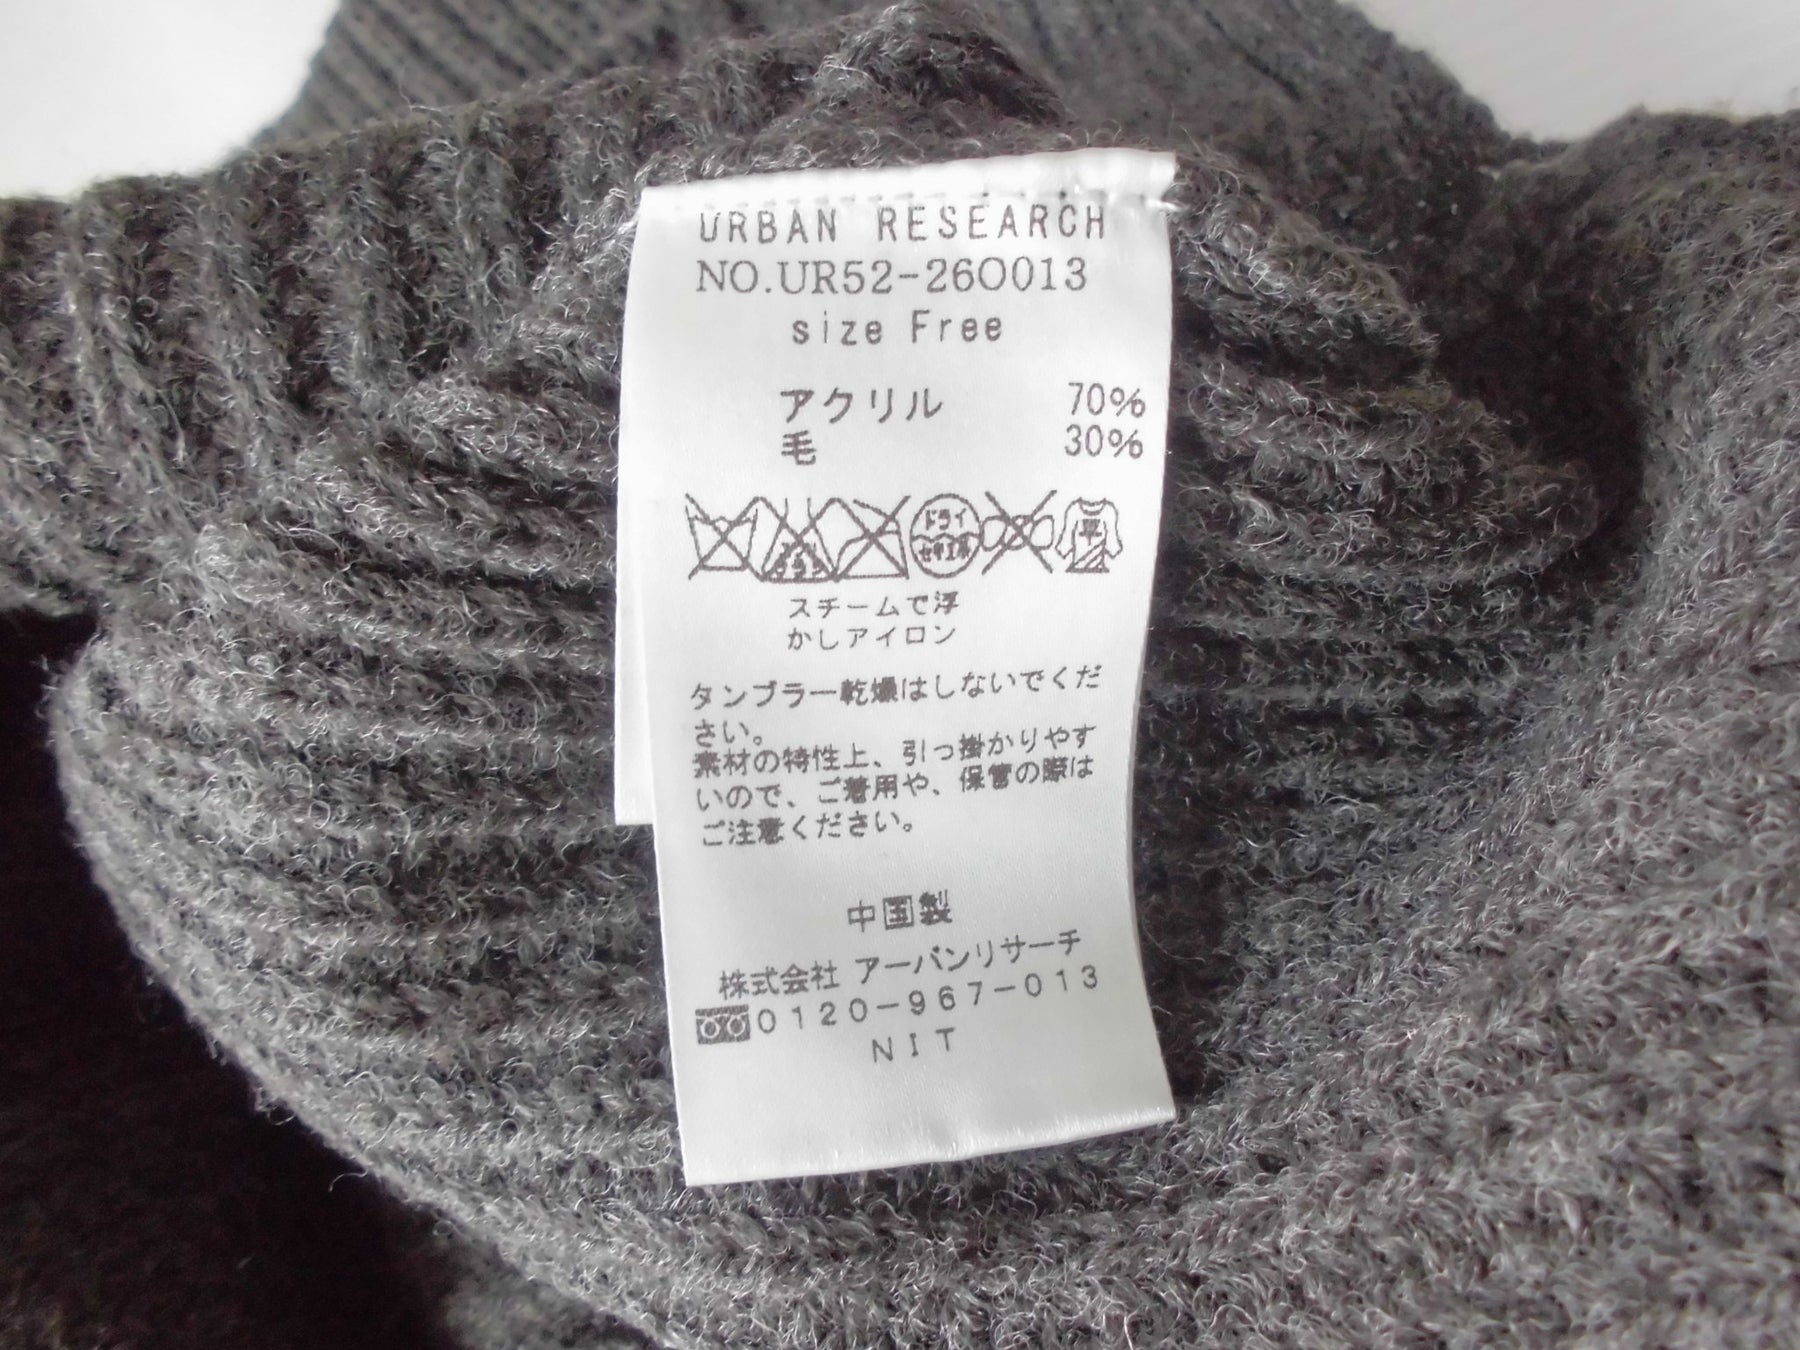 URBAN RESEARCH
NO.UR52-26O013
size Free
アクリル 70%
毛 30%
ドライ
セキユ系
平
スチームで浮
かしアイロン
タンブラー乾燥はしないでくだ
さい。
素材の特性上、引っ掛かりやす
いので、ご着用や、保管の際は
ご注意ください。
中国製
株式会社 アーバンリサーチ
0120-967-013
NIT